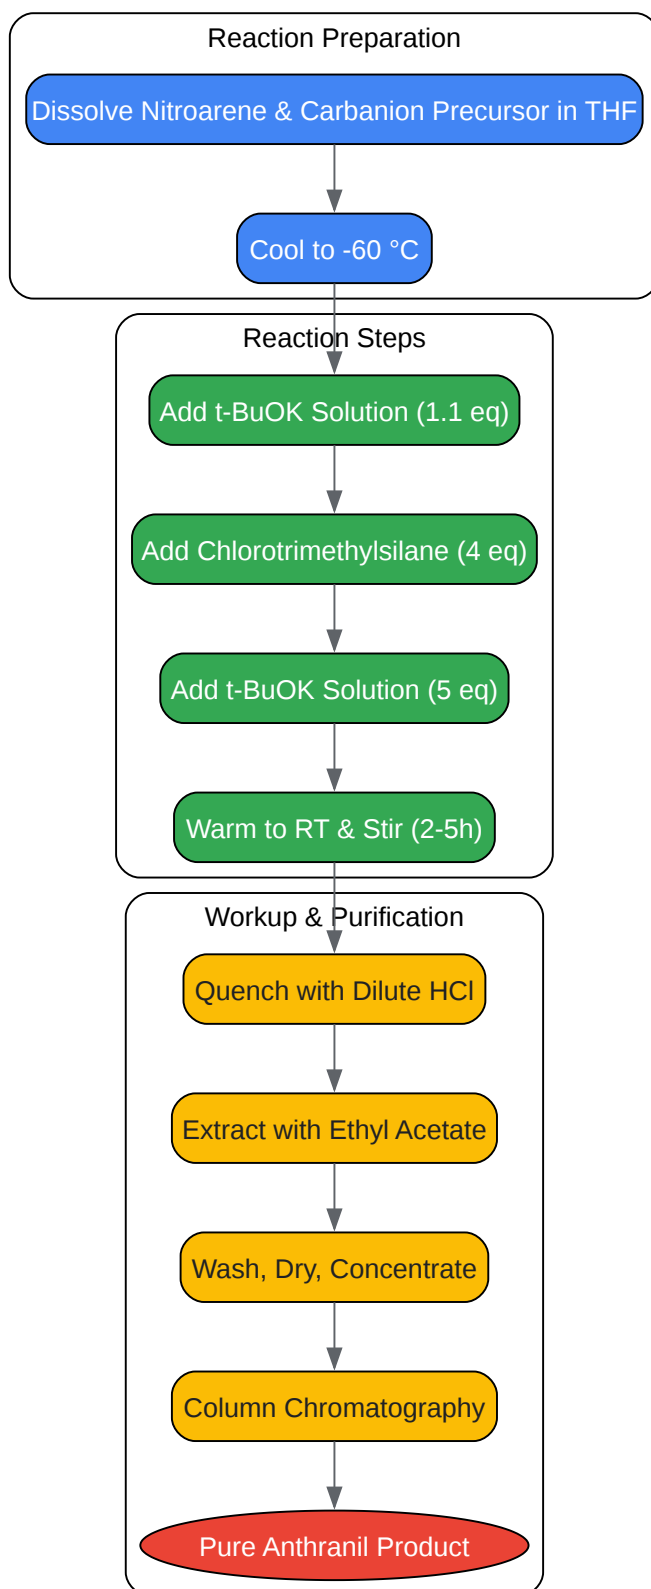 Reaction Preparation
Dissolve Nitroarene & Carbanion Precursor in THF
Cool to -60 °C
Reaction Steps
Add t-BuOK Solution (1.1 eq)
Add Chlorotrimethylsilane (4 eq)
Add t-BuOK Solution (5 eq)
Warm to RT & Stir (2-5h)
Workup & Purification
Quench with Dilute HCl
Extract with Ethyl Acetate
Wash, Dry, Concentrate
Column Chromatography
Pure Anthranil Product